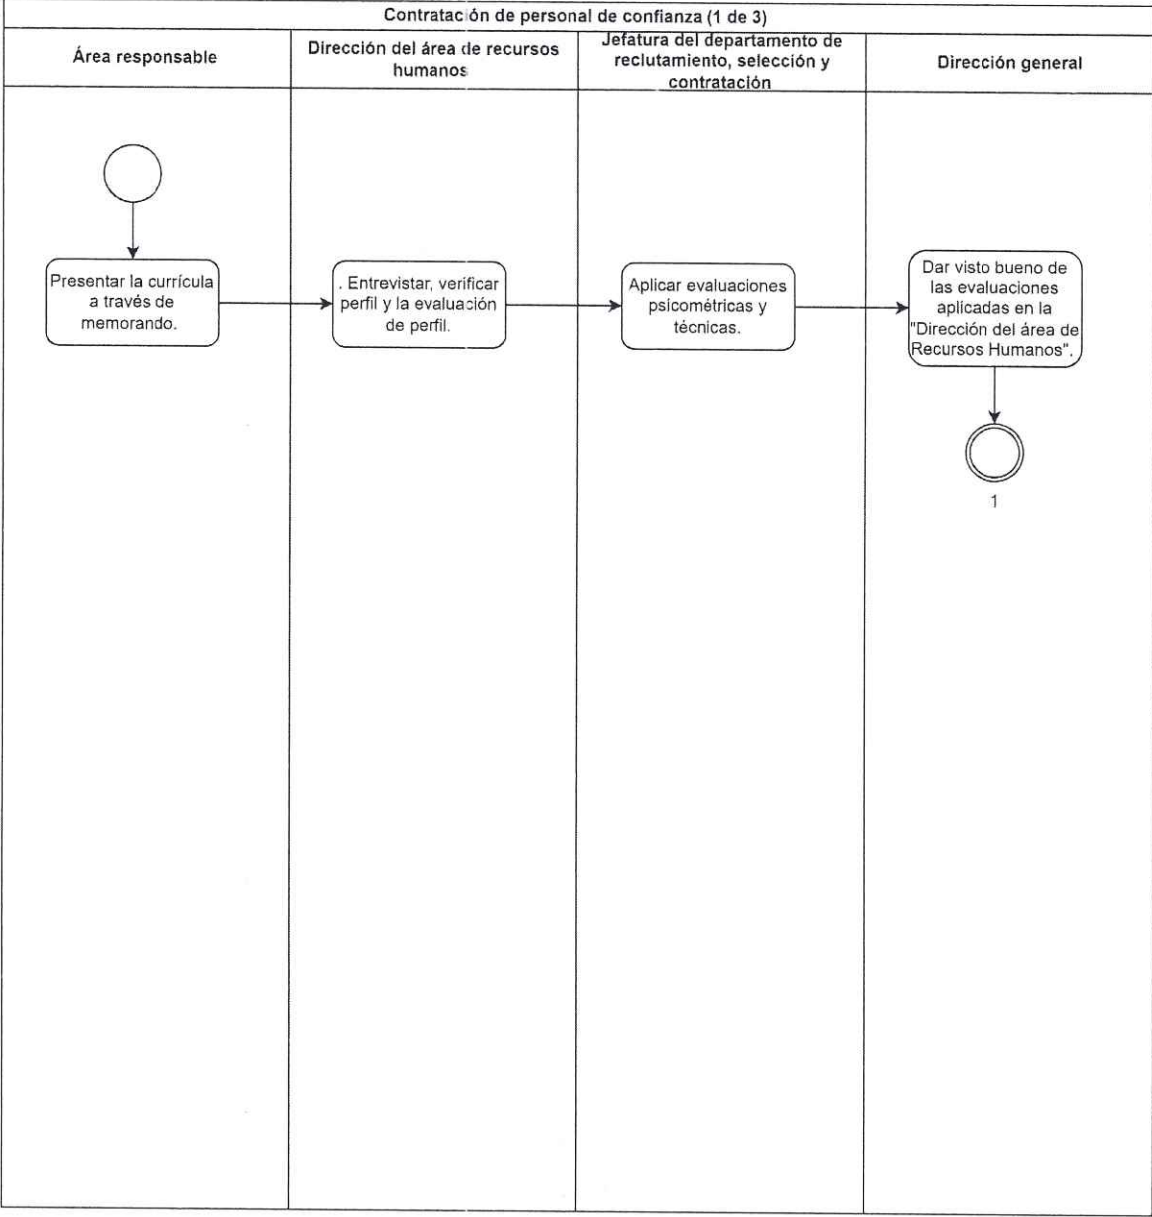 Contratación de personal de confianza (1 de 3)
Área responsable
Dirección del área de recursos
humanos
Jefatura del departamento de
reclutamiento, selección y
contratación
Dirección general
Presentar la currícula
a través de
memorando.
. Entrevistar, verificar
perfil y la evaluación
de perfil.
Aplicar evaluaciones
psicométricas y
técnicas.
Dar visto bueno de
las evaluaciones
aplicadas en la
"Dirección del área de
Recursos Humanos".
1